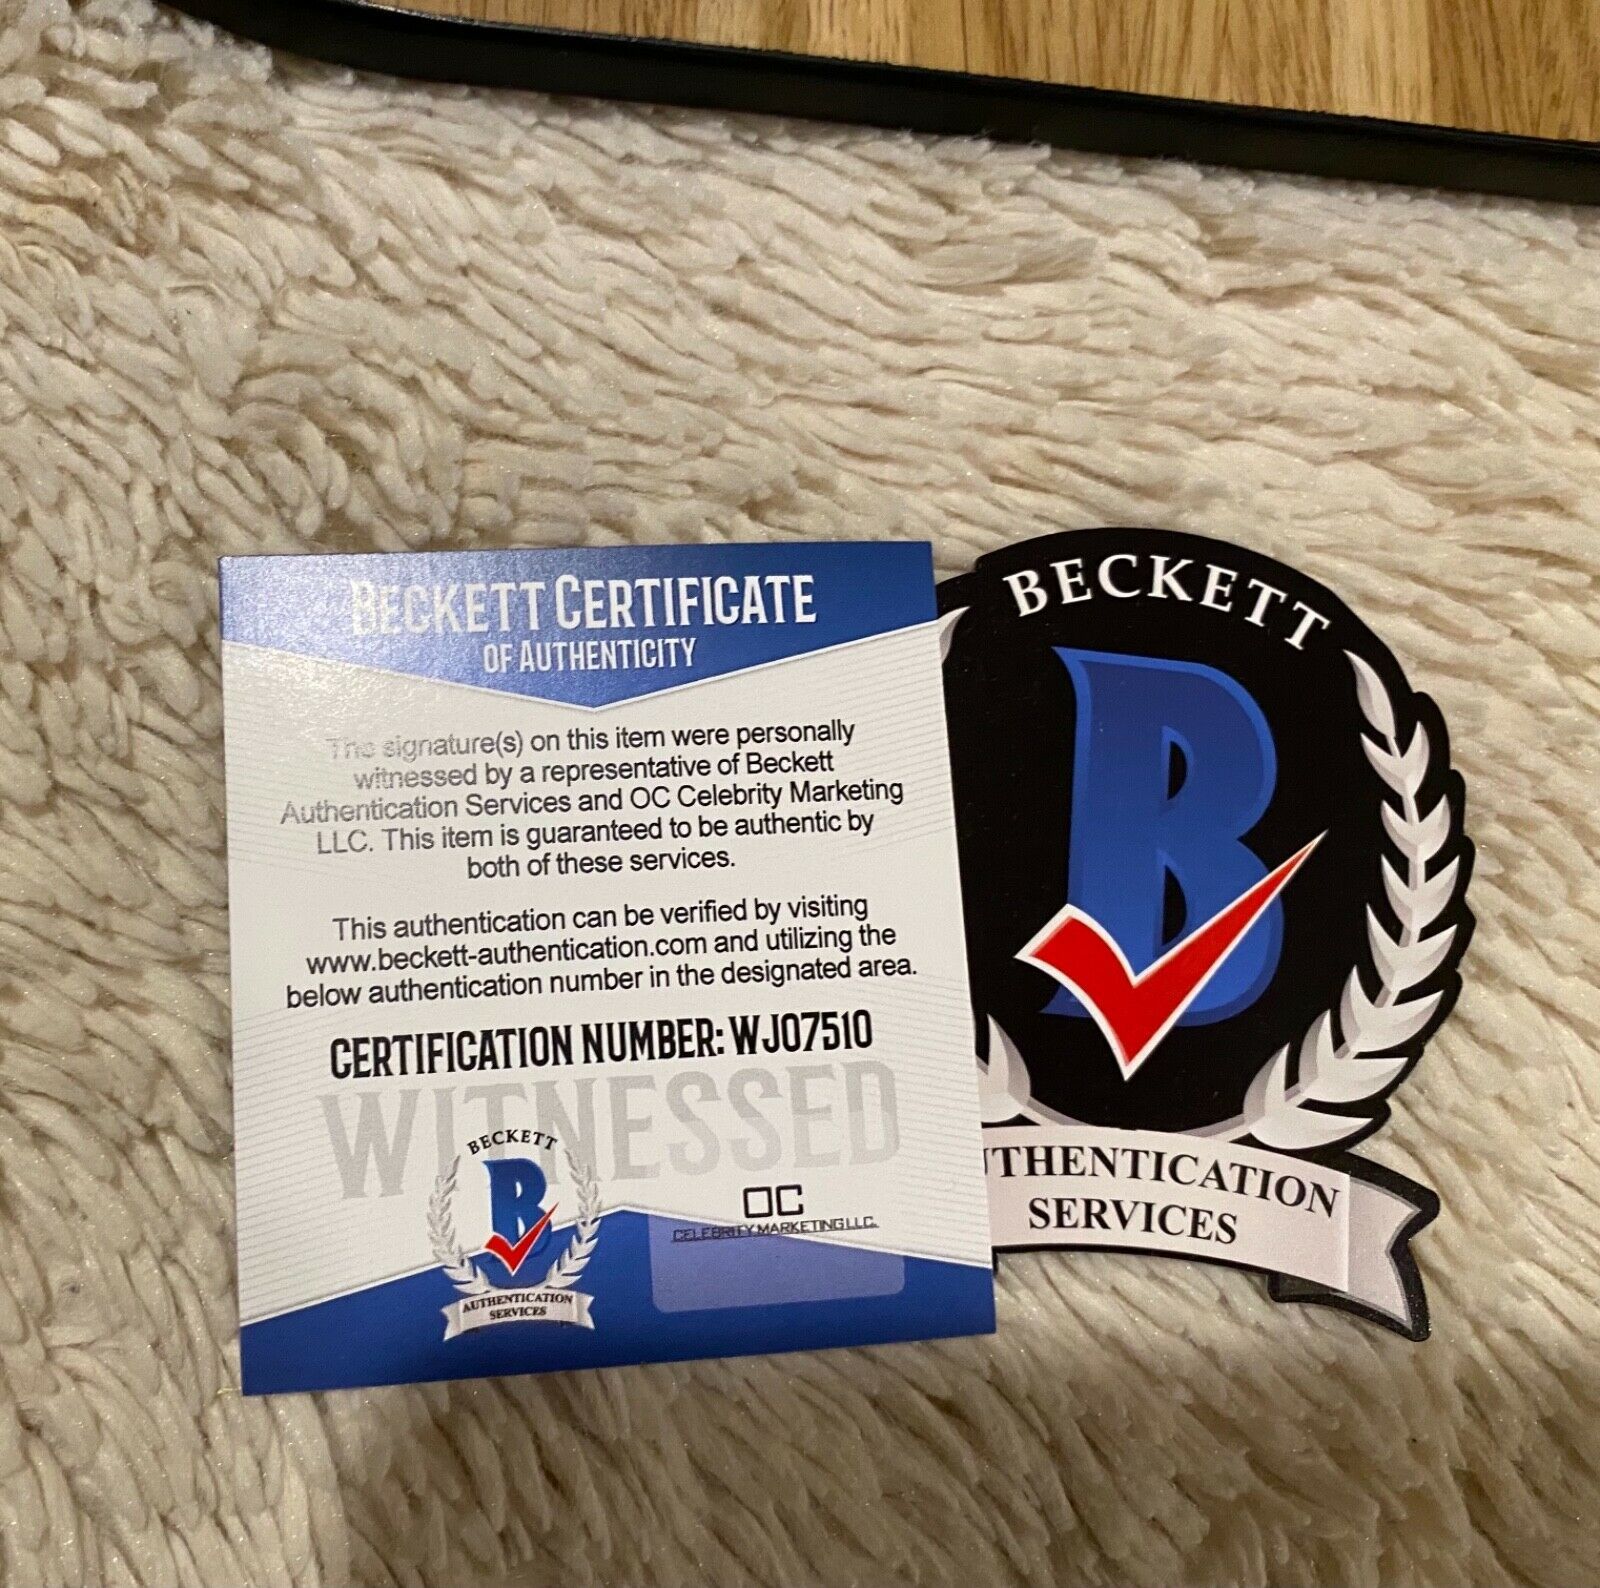 BECKETT CERTIFICATE
OF AUTHENTICITY
The signature(s) on this item were personally
witnessed by a representative of Beckett
Authentication Services and OC Celebrity Marketing
LLC. This item is guaranteed to be authentic by
both of these services.
This authentication can be verified by visiting
www.beckett-authentication.com and utilizing the
below authentication number in the designated area.
CERTIFICATION NUMBER: WJ07510
WITNESSED
BECKETT
B
AUTHENTICATION
SERVICES
OC
CELEBRITY MARKETING LLC.
BECKETT
B
UTHENTICATION
SERVICES